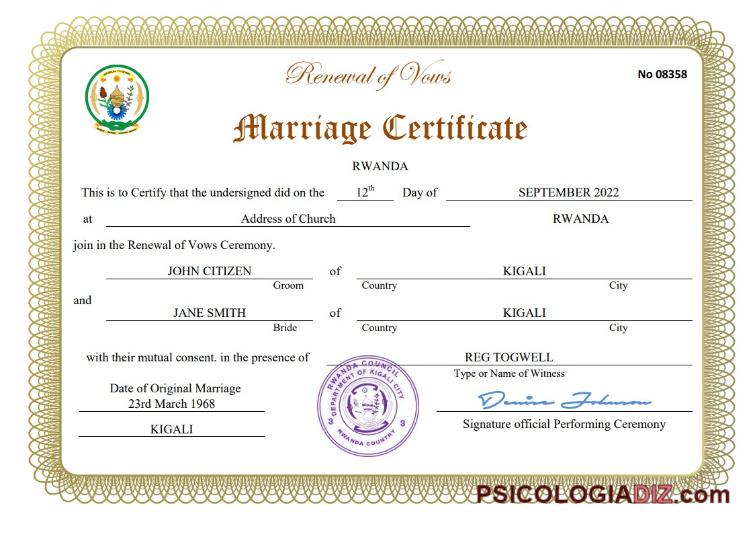 Renewal of Vows
No 08358
Marriage Certificate
RWANDA
This is to Certify that the undersigned did on the 12th Day of SEPTEMBER 2022
at Address of Church RWANDA
join in the Renewal of Vows Ceremony.
JOHN CITIZEN of KIGALI
Groom Country City
and
JANE SMITH of KIGALI
Bride Country City
with their mutual consent. in the presence of REG TOGWELL
Type or Name of Witness
Date of Original Marriage
23rd March 1968
Denise Johnson
Signature official Performing Ceremony
KIGALI
RWANDA COUNCIL
DEPARTMENT OF KIGALI CITY
RWANDA COUNTRY
PSICOLOGIADIZ.com